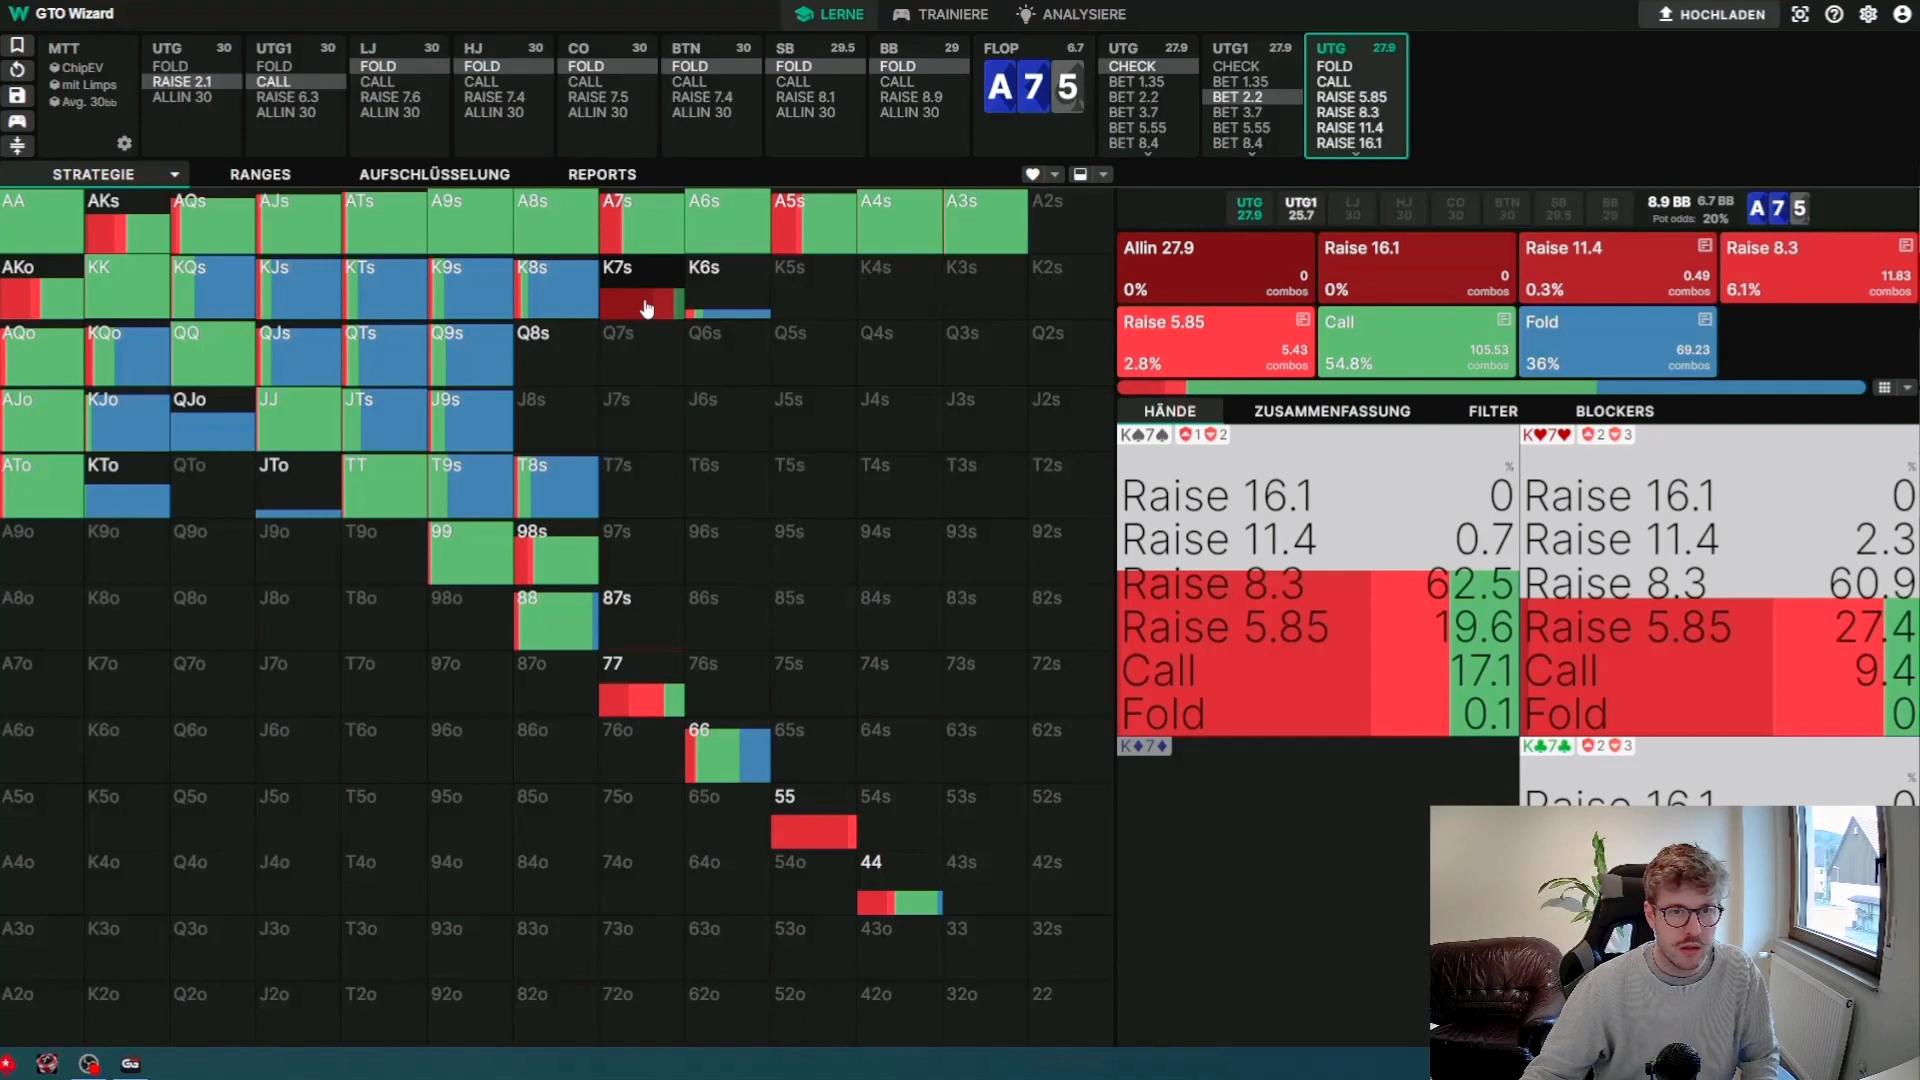 GTO Wizard
LERNE
TRAINIERE
ANALYSIERE
HOCHLADEN
MTT
ChipEV
mit Limps
Avg. 30bb
UTG 30
FOLD
RAISE 2.1
ALLIN 30
UTG1 30
FOLD
CALL
RAISE 6.3
ALLIN 30
LJ 30
FOLD
CALL
RAISE 7.6
ALLIN 30
HJ 30
FOLD
CALL
RAISE 7.4
ALLIN 30
CO 30
FOLD
CALL
RAISE 7.5
ALLIN 30
BTN 30
FOLD
CALL
RAISE 7.4
ALLIN 30
SB 29.5
FOLD
CALL
RAISE 8.1
ALLIN 30
BB 29
FOLD
CALL
RAISE 8.9
ALLIN 30
FLOP 6.7
A 7 5
UTG 27.9
CHECK
BET 1.35
BET 2.2
BET 3.7
BET 5.55
BET 8.4
UTG1 27.9
CHECK
BET 1.35
BET 2.2
BET 3.7
BET 5.55
BET 8.4
UTG 27.9
FOLD
CALL
RAISE 5.85
RAISE 8.3
RAISE 11.4
RAISE 16.1
STRATEGIE
RANGES
AUFSCHLÜSSELUNG
REPORTS
AA AKs AQs AJs ATs A9s A8s A7s A6s A5s A4s A3s A2s
AKo KK KQs KJs KTs K9s K8s K7s K6s K5s K4s K3s K2s
AQo KQo QQ QJs QTs Q9s Q8s Q7s Q6s Q5s Q4s Q3s Q2s
AJo KJo QJo JJ JTs J9s J8s J7s J6s J5s J4s J3s J2s
ATo KTo QTo JTo TT T9s T8s T7s T6s T5s T4s T3s T2s
A9o K9o Q9o J9o T9o 99 98s 97s 96s 95s 94s 93s 92s
A8o K8o Q8o J8o T8o 98o 88 87s 86s 85s 84s 83s 82s
A7o K7o Q7o J7o T7o 97o 87o 77 76s 75s 74s 73s 72s
A6o K6o Q6o J6o T6o 96o 86o 76o 66 65s 64s 63s 62s
A5o K5o Q5o J5o T5o 95o 85o 75o 65o 55 54s 53s 52s
A4o K4o Q4o J4o T4o 94o 84o 74o 64o 54o 44 43s 42s
A3o K3o Q3o J3o T3o 93o 83o 73o 63o 53o 43o 33 32s
A2o K2o Q2o J2o T2o 92o 82o 72o 62o 52o 42o 32o 22
UTG
27.9
UTG1
25.7
LJ
30
HJ
30
CO
30
BTN
30
SB
29.5
BB
29
8.9 BB 6.7 BB
Pot odds: 20%
A 7 5
Allin 27.9
0
0% combos
Raise 16.1
0
0% combos
Raise 11.4
0.49
0.3% combos
Raise 8.3
11.83
6.1% combos
Raise 5.85
5.43
2.8% combos
Call
105.53
54.8% combos
Fold
69.23
36% combos
HÄNDE
ZUSAMMENFASSUNG
FILTER
BLOCKERS
K♠7♠ 1 2
%
Raise 16.1 0
Raise 11.4 0.7
Raise 8.3 62.5
Raise 5.85 19.6
Call 17.1
Fold 0.1
K♥7♥ 2 3
%
Raise 16.1 0
Raise 11.4 2.3
Raise 8.3 60.9
Raise 5.85 27.4
Call 9.4
Fold 0
K♦7♦
K♣7♣ 2 3
%
Raise 16.1 0